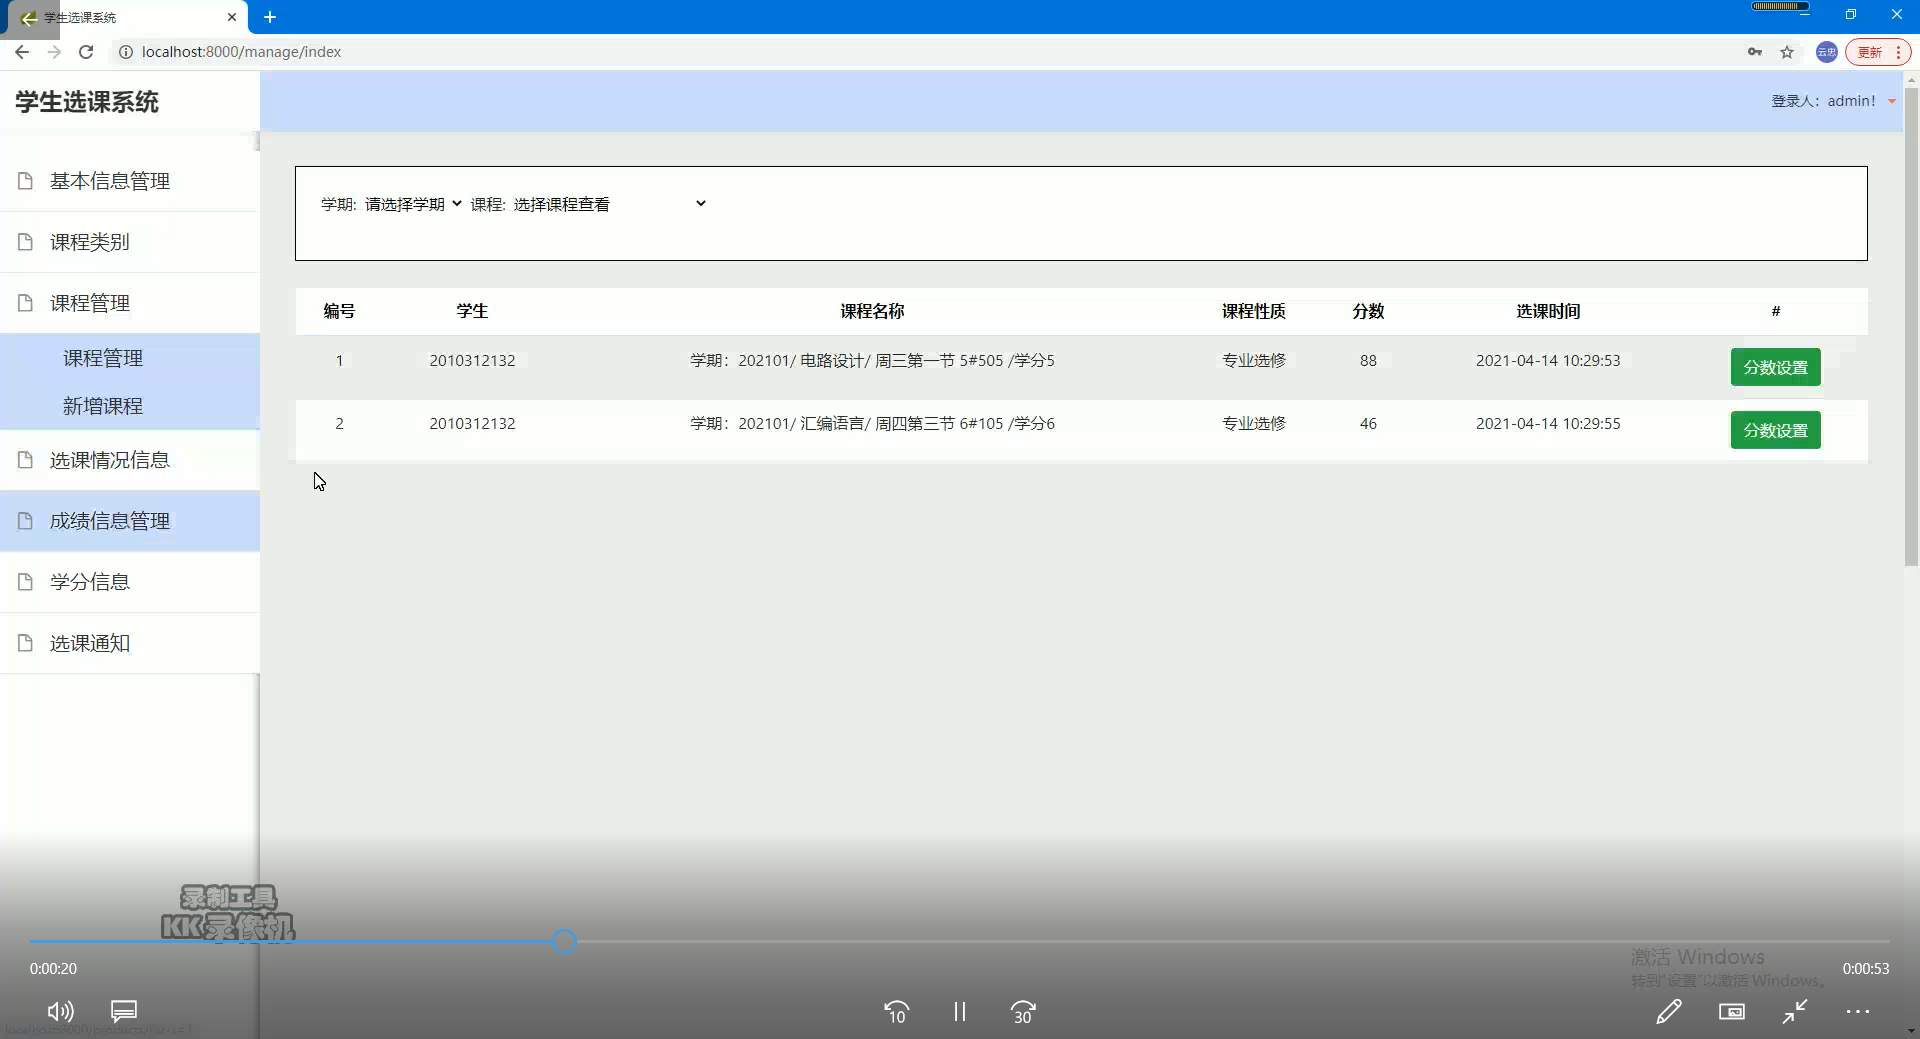 学生选课系统
localhost:8000/manage/index
云忠
更新
学生选课系统
登录人: admin!
基本信息管理
课程类别
课程管理
课程管理
新增课程
选课情况信息
成绩信息管理
学分信息
选课通知
学期: 请选择学期 课程: 选择课程查看
编号 学生 课程名称 课程性质 分数 选课时间 #
1 2010312132 学期: 202101/ 电路设计/ 周三第一节 5#505 /学分5 专业选修 88 2021-04-14 10:29:53 分数设置
2 2010312132 学期: 202101/ 汇编语言/ 周四第三节 6#105 /学分6 专业选修 46 2021-04-14 10:29:55 分数设置
录制工具
KK录像机
激活 Windows
转到"设置"以激活 Windows。
0:00:20
0:00:53
10
30